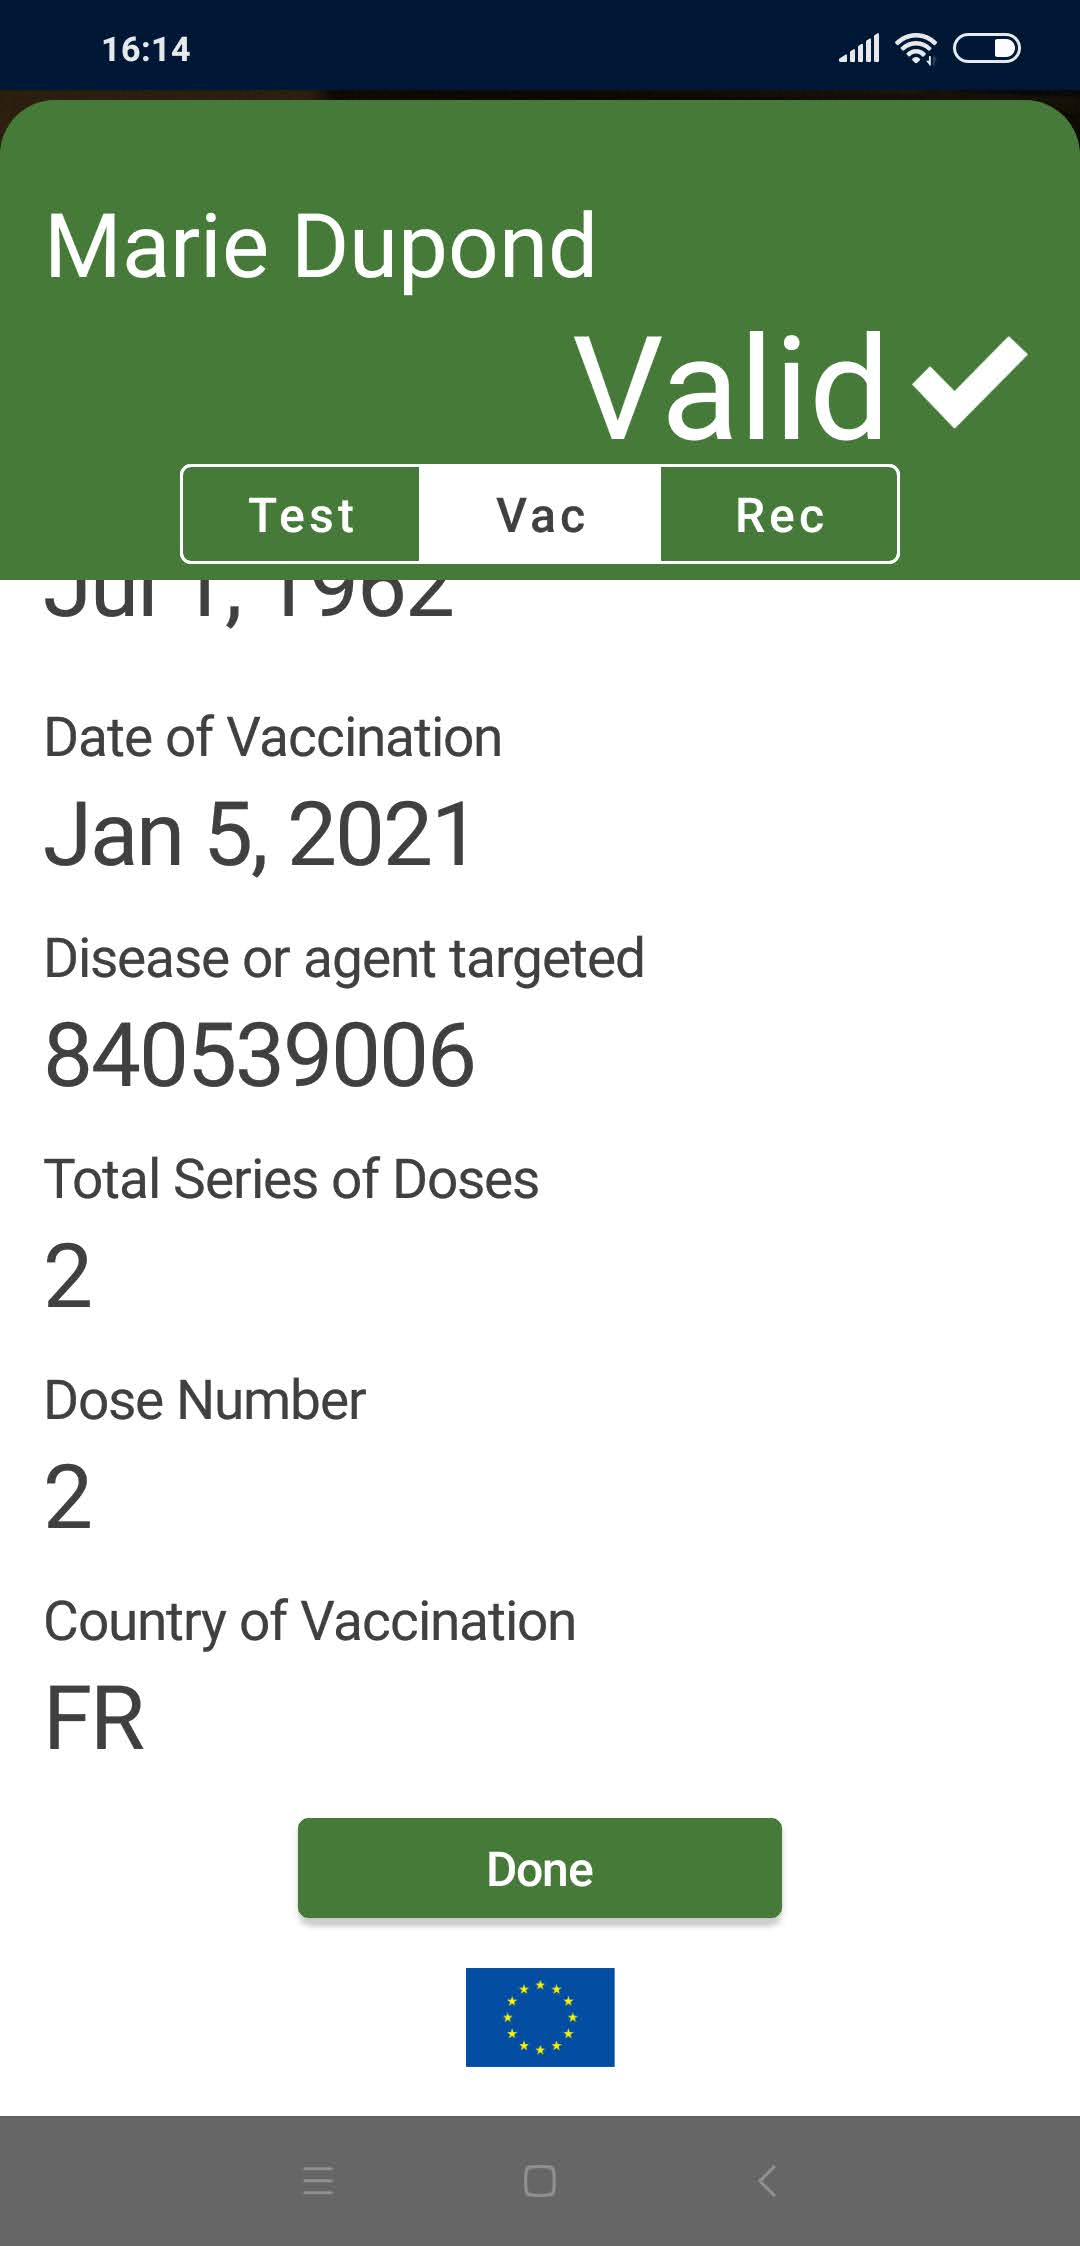 16:14
Marie Dupond
Valid
Test Vac Rec
Jul 1, 1962
Date of Vaccination
Jan 5, 2021
Disease or agent targeted
840539006
Total Series of Doses
2
Dose Number
2
Country of Vaccination
FR
Done